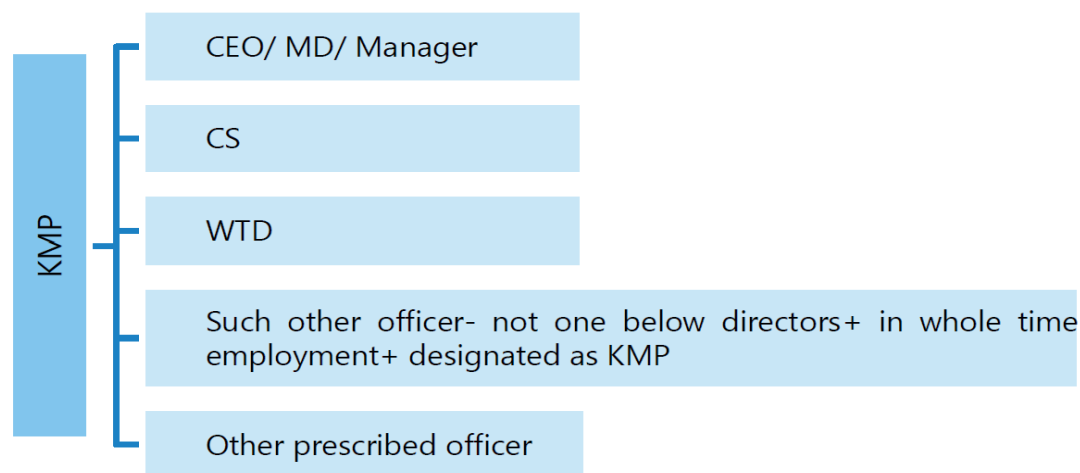 KMP
CEO/ MD/ Manager
CS
WTD
Such other officer- not one below directors+ in whole time
employment+ designated as KMP
Other prescribed officer